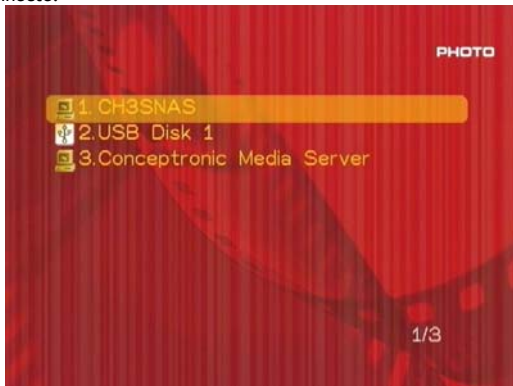 PHOTO
1. CH3SNAS
2.USB Disk 1
3.Conceptronic Media Server
1/3